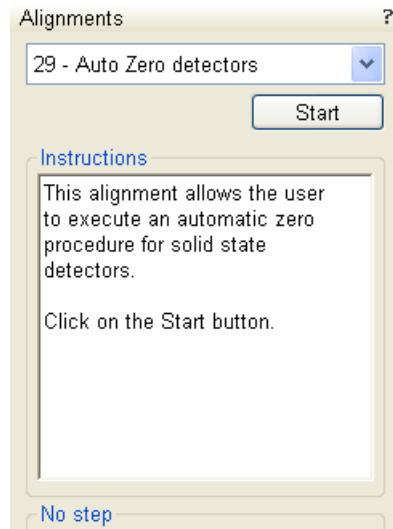 Alignments ?
29 - Auto Zero detectors
Start
Instructions
This alignment allows the user
to execute an automatic zero
procedure for solid state
detectors.
Click on the Start button.
No step